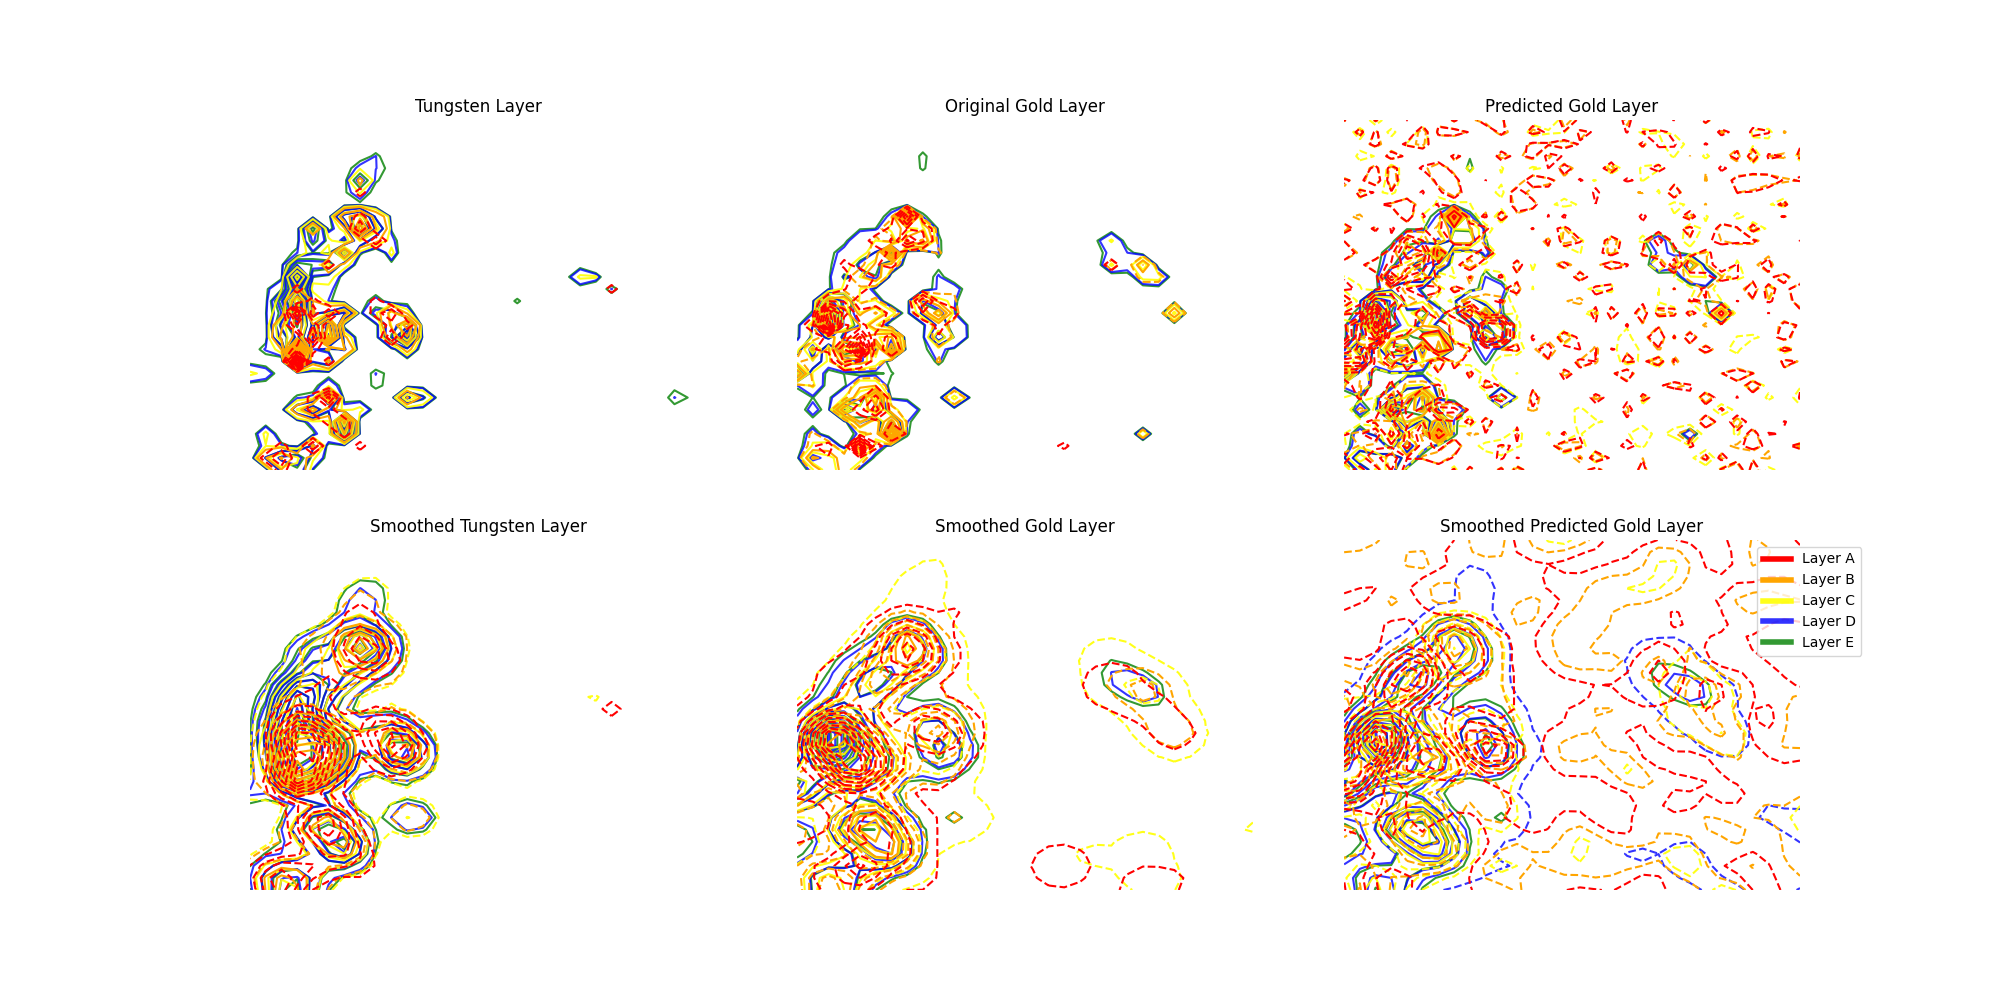 Tungsten Layer
Original Gold Layer
Predicted Gold Layer
Smoothed Tungsten Layer
Smoothed Gold Layer
Smoothed Predicted Gold Layer
Layer A
Layer B
Layer C
Layer D
Layer E